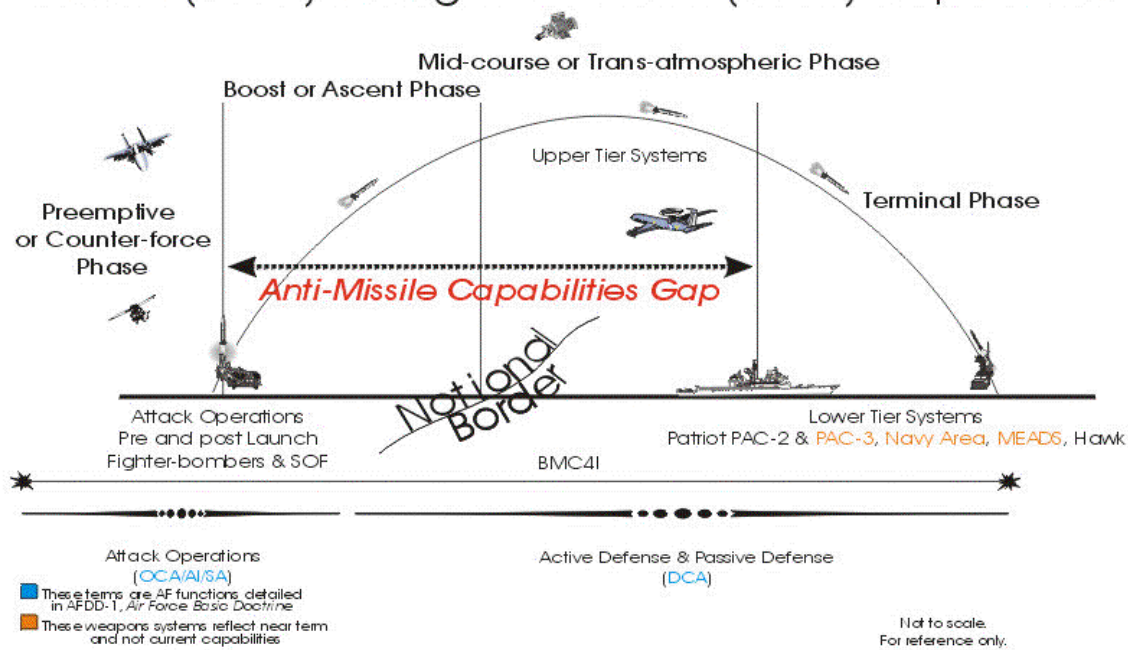 Mid-course or Trans-atmospheric Phase
Boost or Ascent Phase
Upper Tier Systems
Terminal Phase
Preemptive
or Counter-force
Phase
Anti-Missile Capabilities Gap
National
Border
Attack Operations
Pre and post Launch
Fighter-bombers & SOF
Lower Tier Systems
Patriot PAC-2 & PAC-3, Navy Area, MEADS, Hawk
BMC4I
Attack Operations
(OCA/AI/SA)
Active Defense & Passive Defense
(DCA)
These terms are AF functions detailed
in AFDD-1, Air Force Basic Doctrine
These weapons systems reflect near term
and not current capabilities
Not to scale.
For reference only.